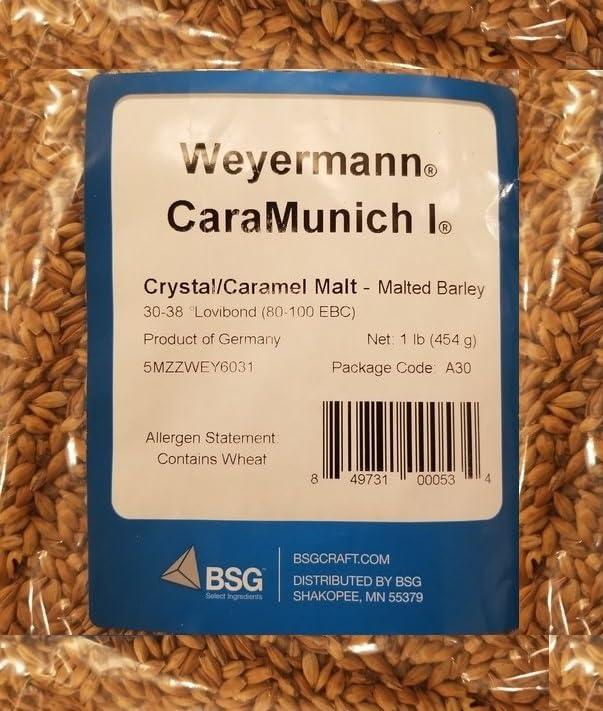 Weyermann®
CaraMunich I®
Crystal/Caramel Malt - Malted Barley
30-38 °Lovibond (80-100 EBC)
Product of Germany Net: 1 lb (454 g)
5MZZWEY6031 Package Code: A30
Allergen Statement:
Contains Wheat
8 49731 00053 4
BSG™
Select Ingredients
BSGCRAFT.COM
DISTRIBUTED BY BSG
SHAKOPEE, MN 55379